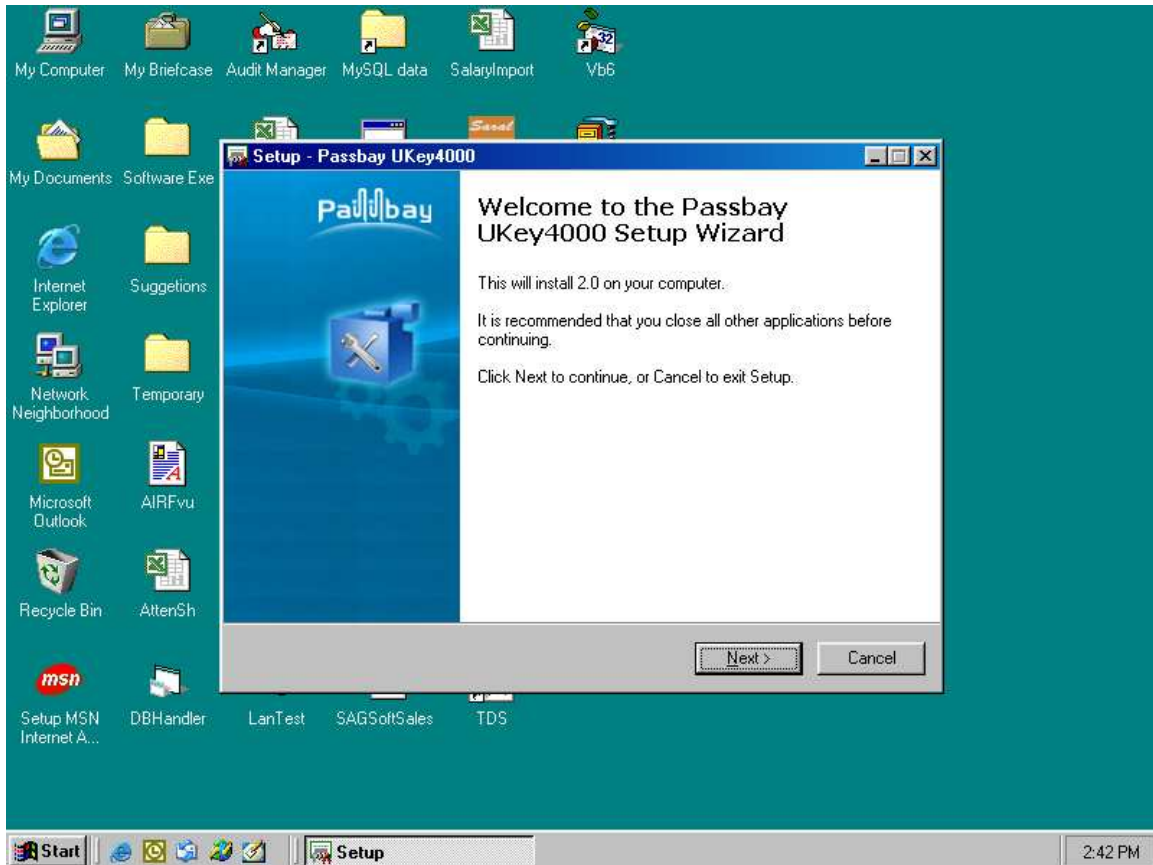 My Computer
My Briefcase
Audit Manager
MySQL data
SalaryImport
Vb6
My Documents
Software Exe
Saral
Setup - Passbay UKey4000
Passbay
Welcome to the Passbay
UKey4000 Setup Wizard
This will install 2.0 on your computer.
It is recommended that you close all other applications before
continuing.
Click Next to continue, or Cancel to exit Setup.
Next >
Cancel
Internet
Explorer
Suggetions
Network
Neighborhood
Temporary
Microsoft
Outlook
AIRFvu
Recycle Bin
AttenSh
msn
Setup MSN
Internet A...
DBHandler
LanTest
SAGSoftSales
TDS
Start
Setup
2:42 PM